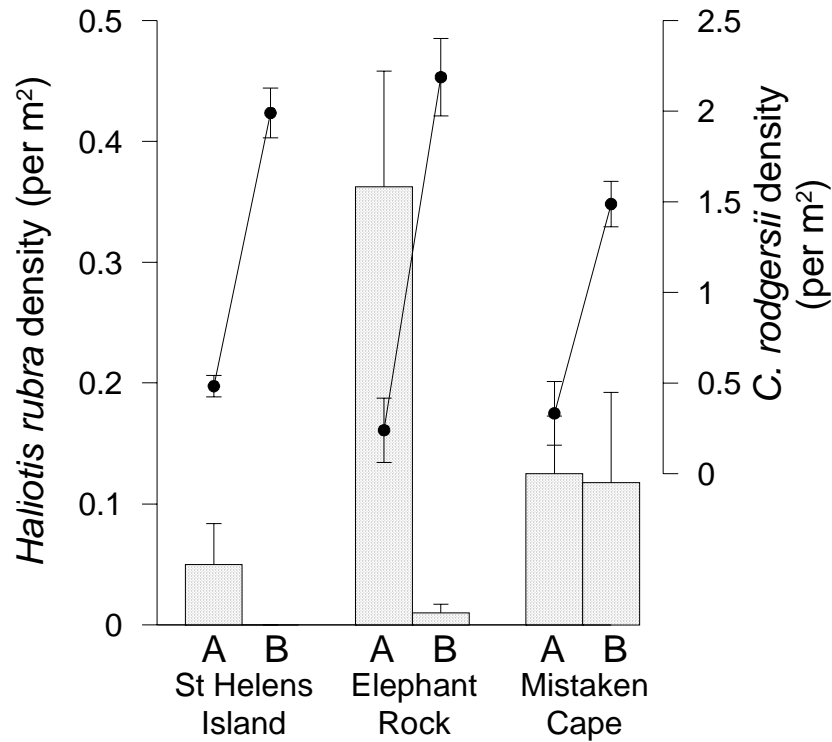 Haliotis rubra density (per m²)
0.5
0.4
0.3
0.2
0.1
0
2.5
2
1.5
1
0.5
0
C. rodgersii density
(per m²)
A B A B A B
St Helens Elephant Mistaken
Island Rock Cape